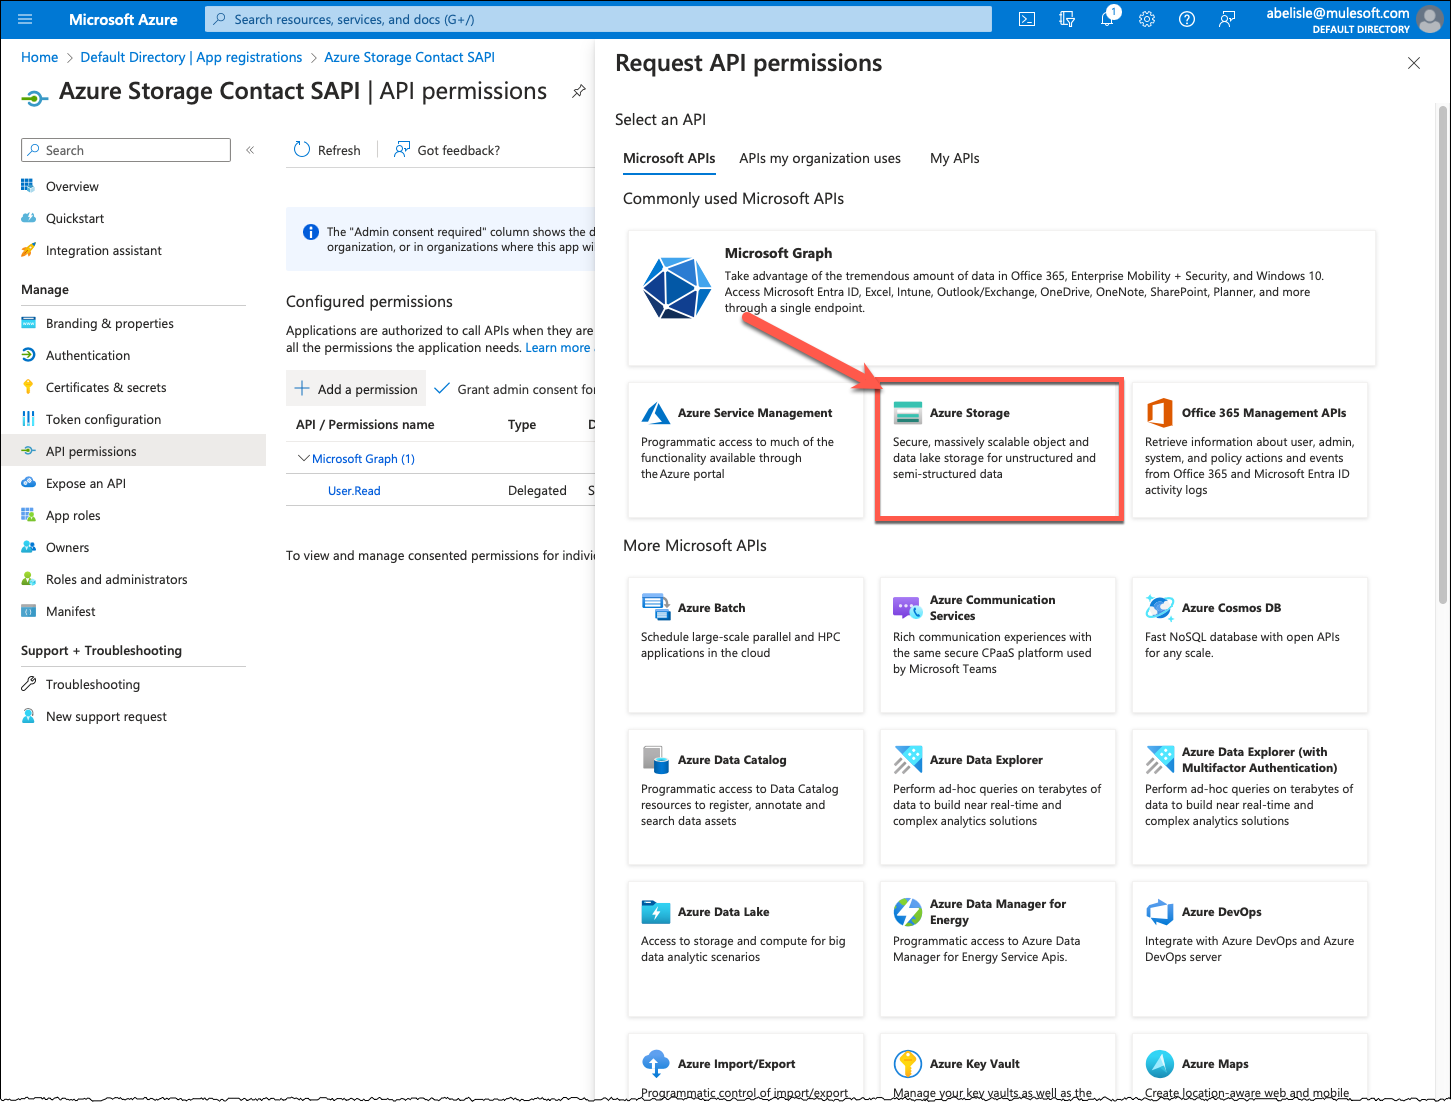 Microsoft Azure
Search resources, services, and docs (G+/)
1
abelisle@mulesoft.com
DEFAULT DIRECTORY
Home > Default Directory | App registrations > Azure Storage Contact SAPI
Azure Storage Contact SAPI | API permissions
Search
«
Overview
Quickstart
Integration assistant
Manage
Branding & properties
Authentication
Certificates & secrets
Token configuration
API permissions
Expose an API
App roles
Owners
Roles and administrators
Manifest
Support + Troubleshooting
Troubleshooting
New support request
Refresh
Got feedback?
The "Admin consent required" column shows the d
organization, or in organizations where this app wi
Configured permissions
Applications are authorized to call APIs when they are
all the permissions the application needs. Learn more
Add a permission
Grant admin consent for
API / Permissions name Type D
Microsoft Graph (1)
User.Read Delegated S
To view and manage consented permissions for individ
Request API permissions
Select an API
Microsoft APIs APIs my organization uses My APIs
Commonly used Microsoft APIs
Microsoft Graph
Take advantage of the tremendous amount of data in Office 365, Enterprise Mobility + Security, and Windows 10.
Access Microsoft Entra ID, Excel, Intune, Outlook/Exchange, OneDrive, OneNote, SharePoint, Planner, and more
through a single endpoint.
Azure Service Management
Programmatic access to much of the
functionality available through
the Azure portal
Azure Storage
Secure, massively scalable object and
data lake storage for unstructured and
semi-structured data
Office 365 Management APIs
Retrieve information about user, admin,
system, and policy actions and events
from Office 365 and Microsoft Entra ID
activity logs
More Microsoft APIs
Azure Batch
Schedule large-scale parallel and HPC
applications in the cloud
Azure Communication
Services
Rich communication experiences with
the same secure CPaaS platform used
by Microsoft Teams
Azure Cosmos DB
Fast NoSQL database with open APIs
for any scale.
Azure Data Catalog
Programmatic access to Data Catalog
resources to register, annotate and
search data assets
Azure Data Explorer
Perform ad-hoc queries on terabytes of
data to build near real-time and
complex analytics solutions
Azure Data Explorer (with
Multifactor Authentication)
Perform ad-hoc queries on terabytes of
data to build near real-time and
complex analytics solutions
Azure Data Lake
Access to storage and compute for big
data analytic scenarios
Azure Data Manager for
Energy
Programmatic access to Azure Data
Manager for Energy Service Apis.
Azure DevOps
Integrate with Azure DevOps and Azure
DevOps server
Azure Import/Export
Programmatic control of import/export
Azure Key Vault
Manage your key vaults as well as the
Azure Maps
Create location-aware web and mobile